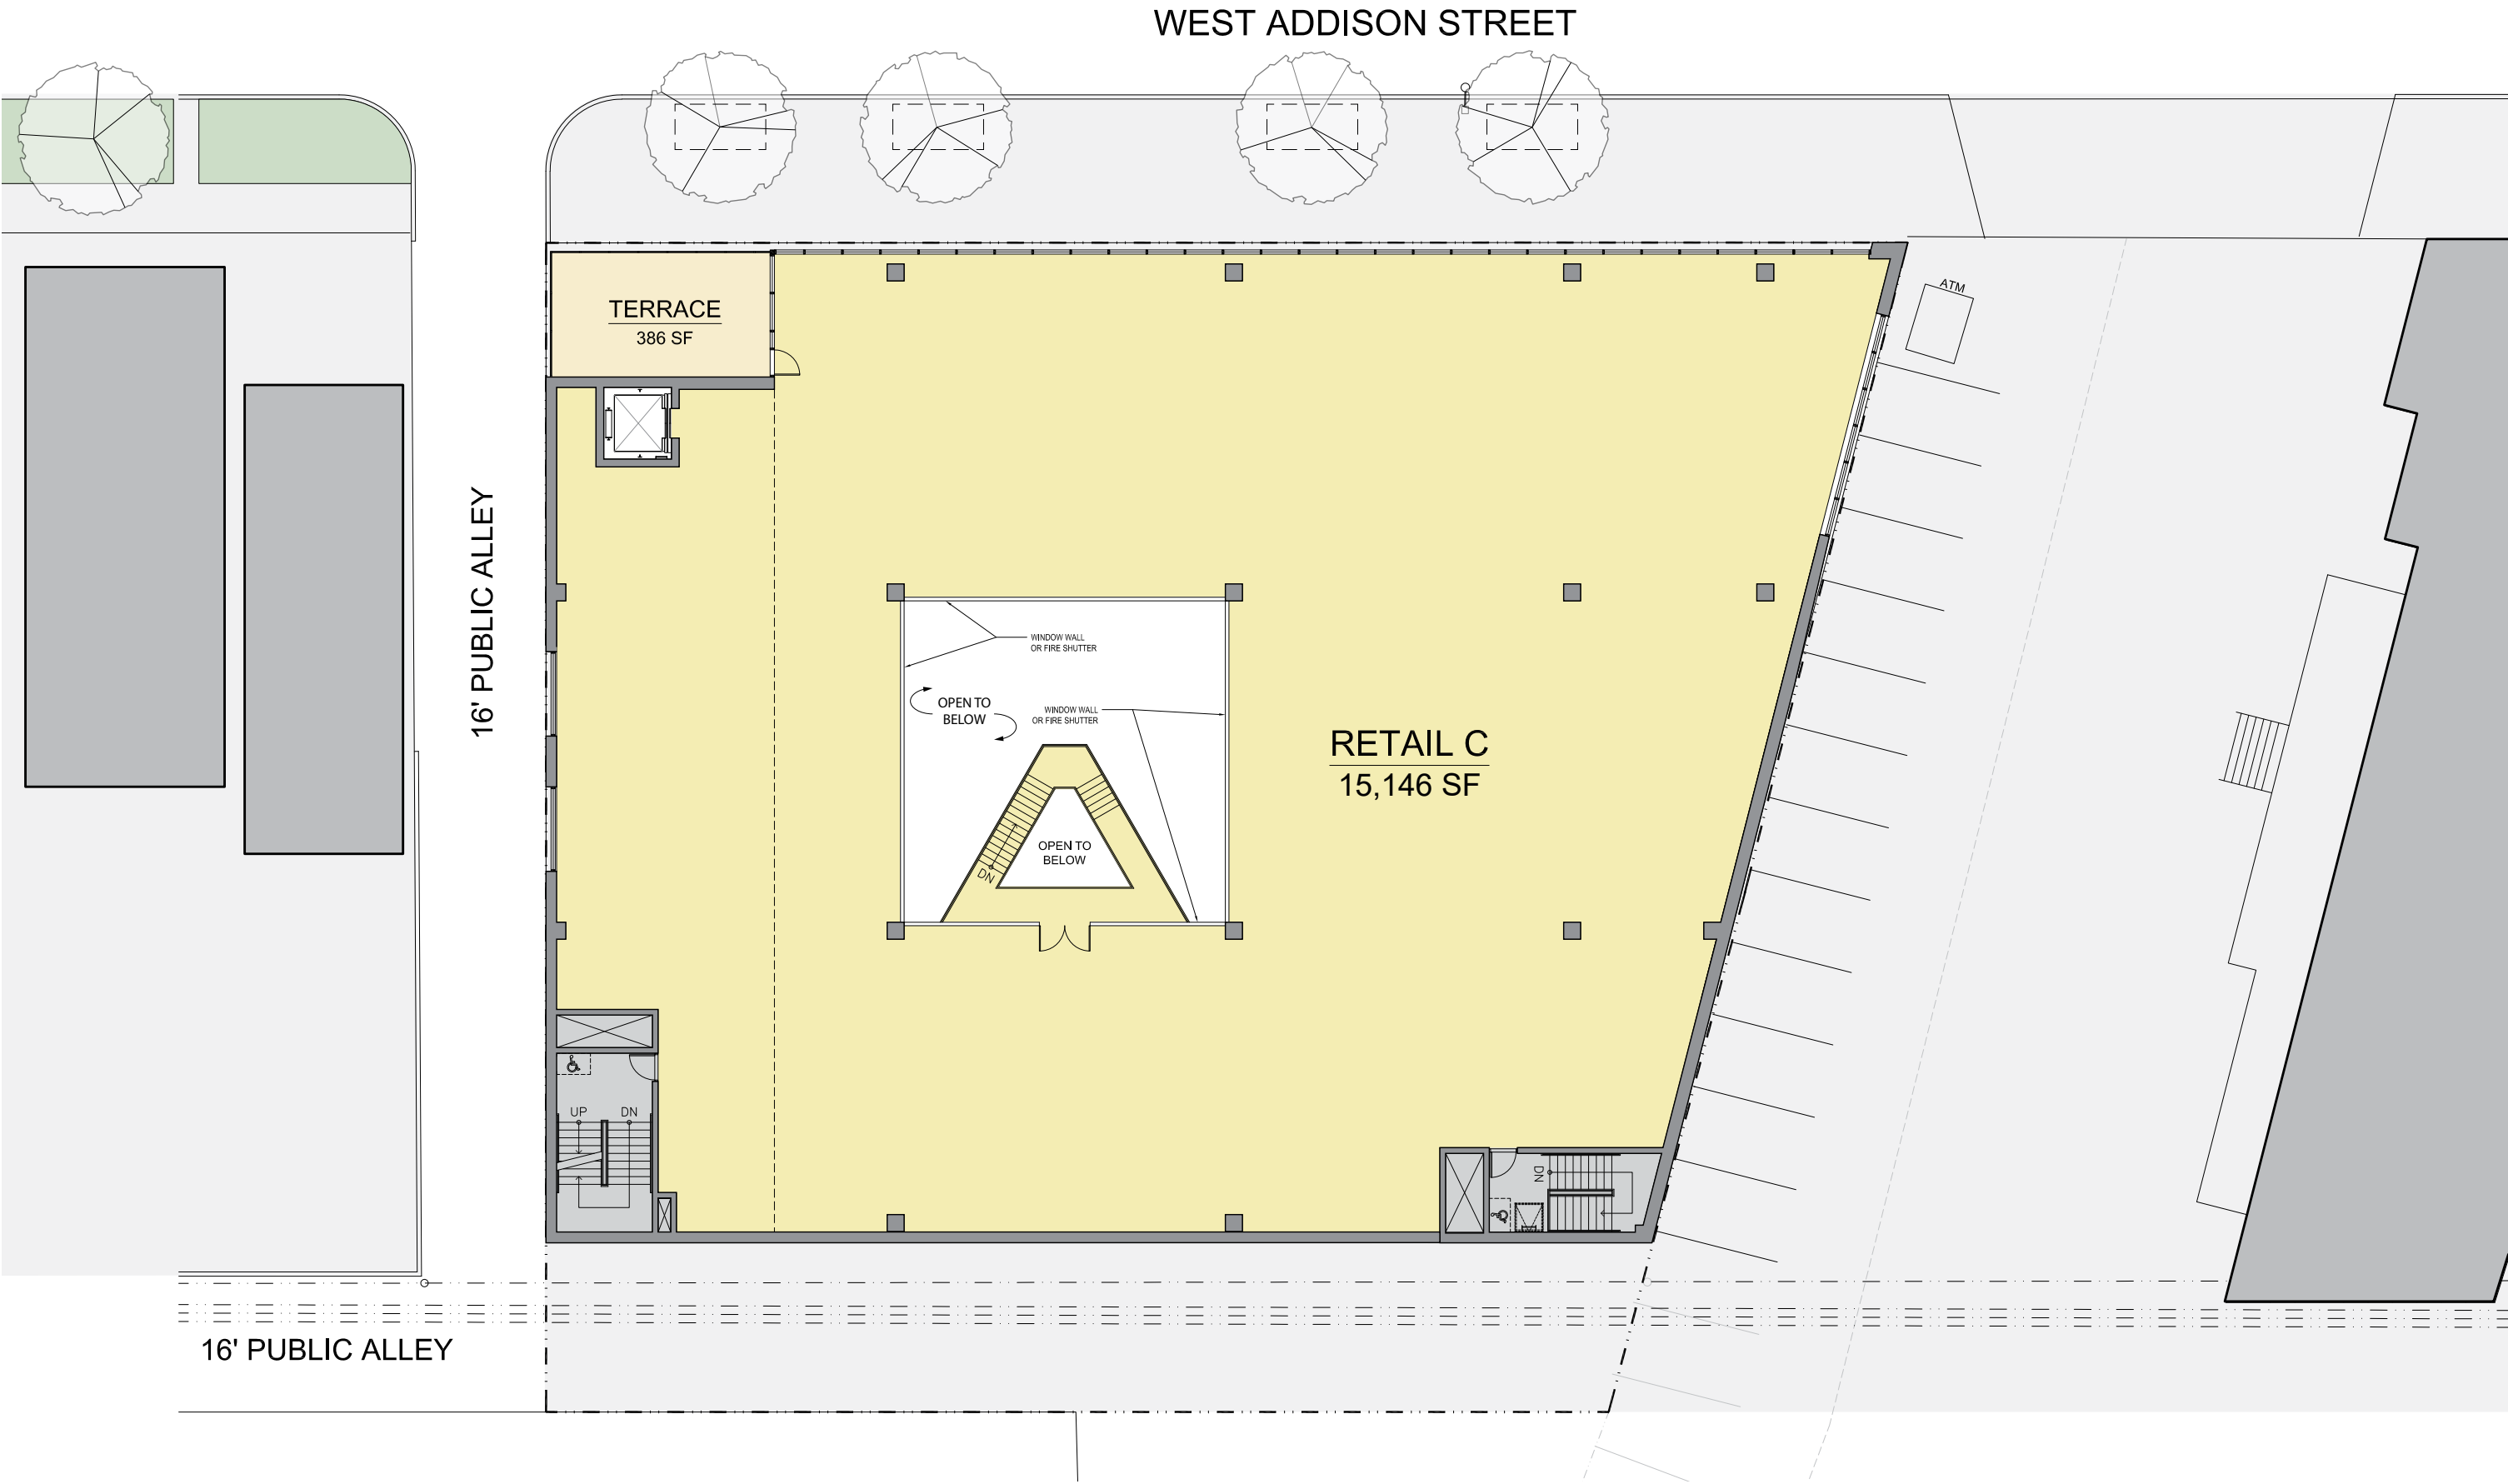 WEST ADDISON STREET
ATM
TERRACE
386 SF
16' PUBLIC ALLEY
WINDOW WALL
OR FIRE SHUTTER
OPEN TO
BELOW
WINDOW WALL
OR FIRE SHUTTER
RETAIL C
15,146 SF
OPEN TO
BELOW
DN
UP
DN
DN
16' PUBLIC ALLEY